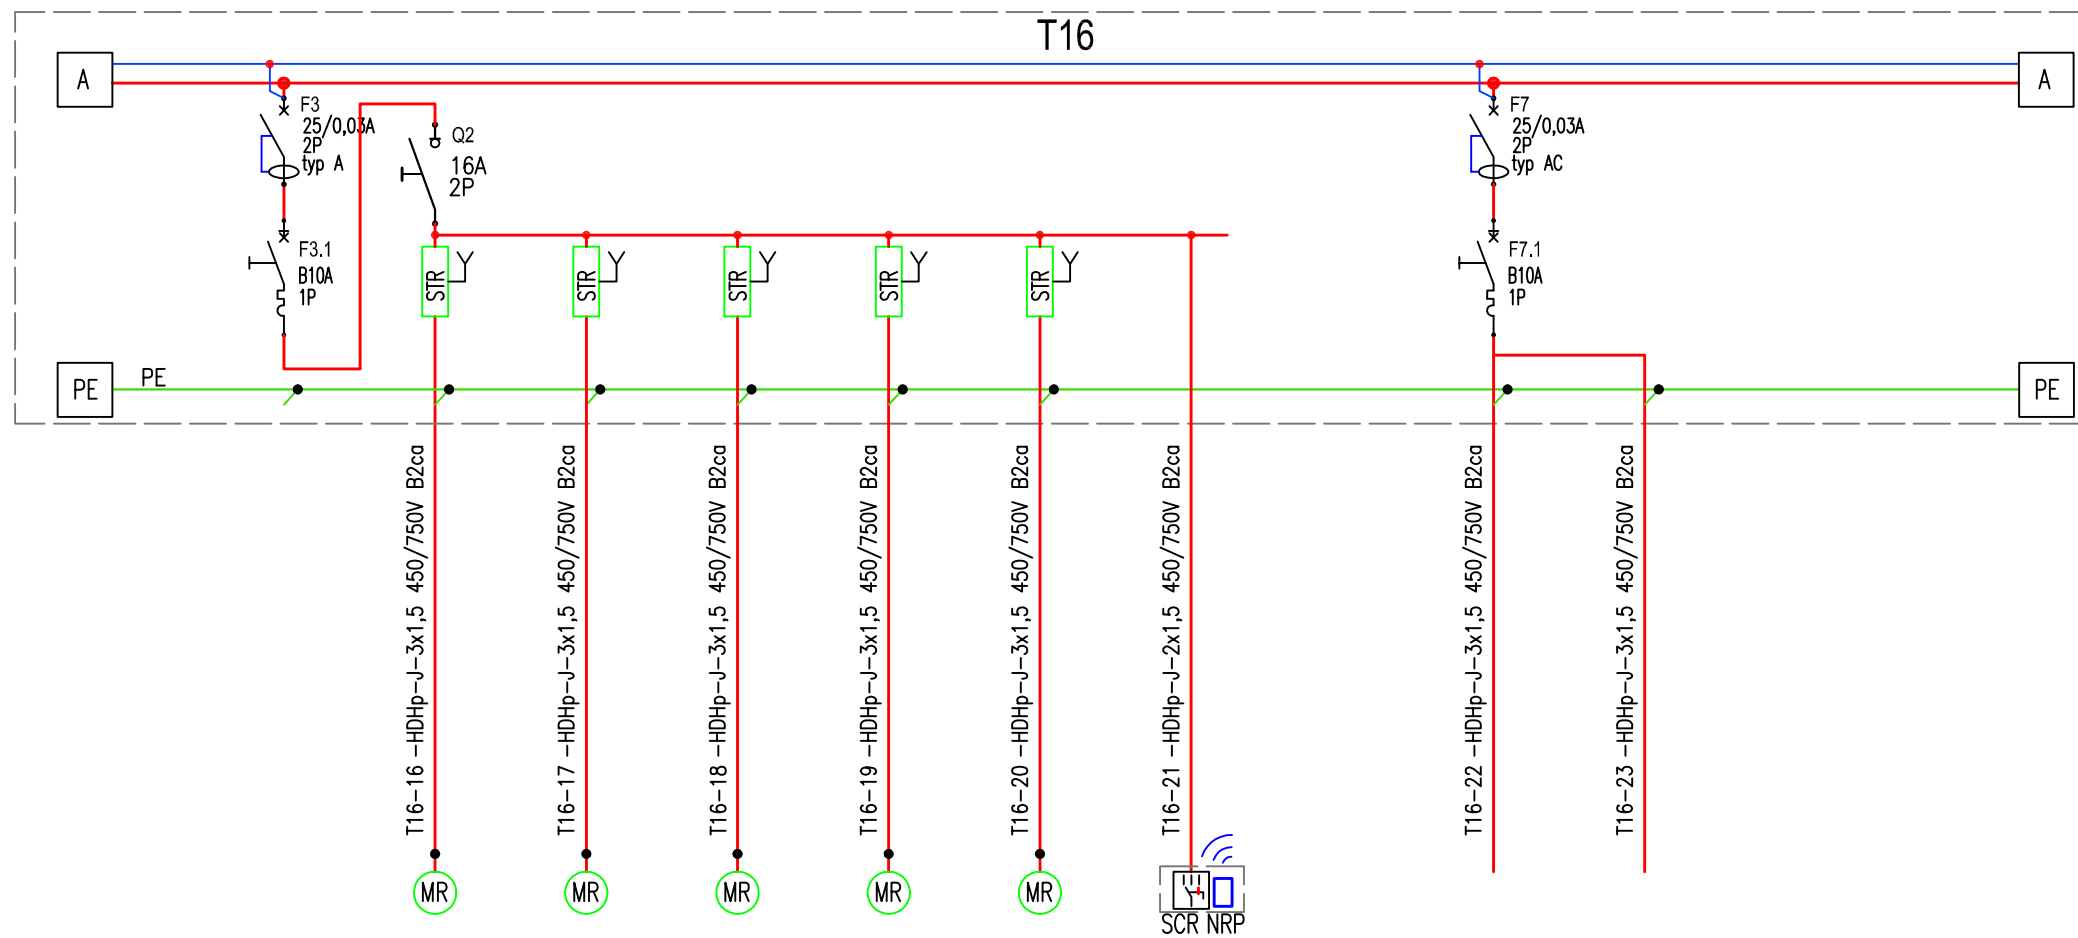 T16
A
A
F3
25/0,03A
2P
typ A
Q2
16A
2P
F7
25/0,03A
2P
typ AC
F3.1
B10A
1P
STR
STR
STR
STR
STR
F7.1
B10A
1P
PE
PE
PE
T16-16 -HDHp-J-3x1,5 450/750V B2ca
T16-17 -HDHp-J-3x1,5 450/750V B2ca
T16-18 -HDHp-J-3x1,5 450/750V B2ca
T16-19 -HDHp-J-3x1,5 450/750V B2ca
T16-20 -HDHp-J-3x1,5 450/750V B2ca
T16-21 -HDHp-J-2x1,5 450/750V B2ca
T16-22 -HDHp-J-3x1,5 450/750V B2ca
T16-23 -HDHp-J-3x1,5 450/750V B2ca
MR
MR
MR
MR
MR
SCR NRP